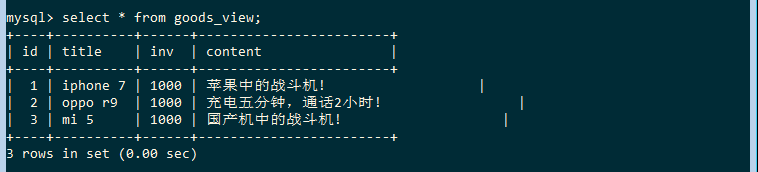 mysql> select * from goods_view;
+----+----------+------+------------------------+
| id | title    | inv  | content                |
+----+----------+------+------------------------+
|  1 | iphone 7 | 1000 | 苹果中的战斗机!                   |
|  2 | oppo r9  | 1000 | 充电五分钟，通话2小时!                 |
|  3 | mi 5     | 1000 | 国产机中的战斗机!                    |
+----+----------+------+------------------------+
3 rows in set (0.00 sec)